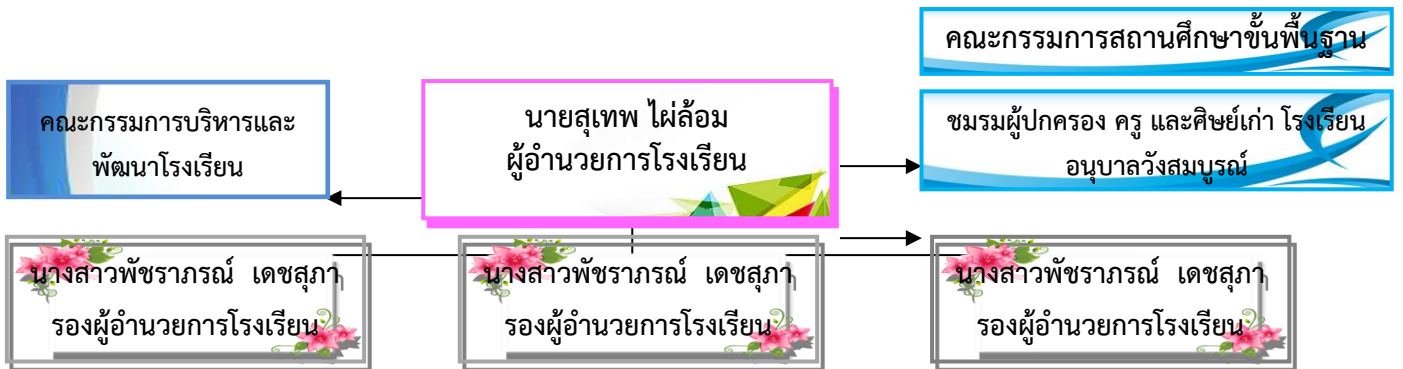 คณะกรรมการสถานศึกษาขั้นพื้นฐาน
คณะกรรมการบริหารและ
พัฒนาโรงเรียน
นายสุเทพ ไผ่ล้อม
ผู้อำนวยการโรงเรียน
ชมรมผู้ปกครอง ครู และศิษย์เก่า โรงเรียน
อนุบาลวังสมบูรณ์
นางสาวพัชราภรณ์ เดชสุภา
รองผู้อำนวยการโรงเรียน
นางสาวพัชราภรณ์ เดชสุภา
รองผู้อำนวยการโรงเรียน
นางสาวพัชราภรณ์ เดชสุภา
รองผู้อำนวยการโรงเรียน